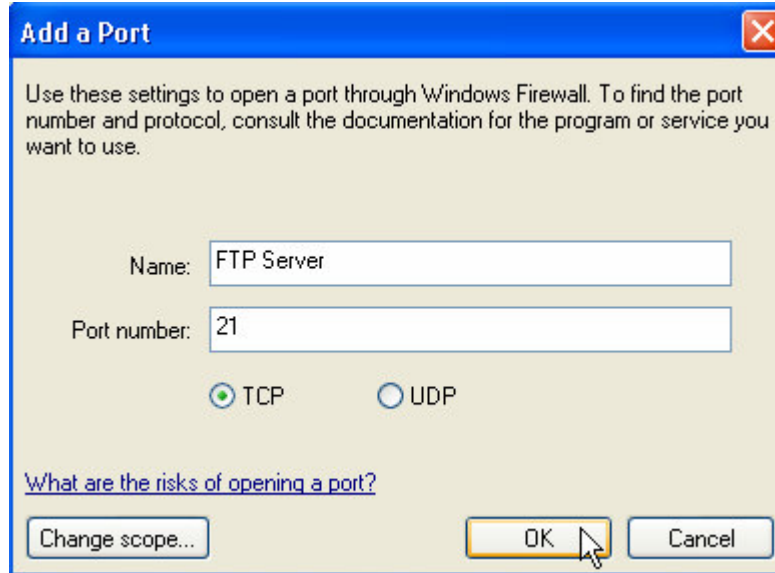 Add a Port
Use these settings to open a port through Windows Firewall. To find the port
number and protocol, consult the documentation for the program or service you
want to use.
Name: FTP Server
Port number: 21
TCP UDP
What are the risks of opening a port?
Change scope... OK Cancel